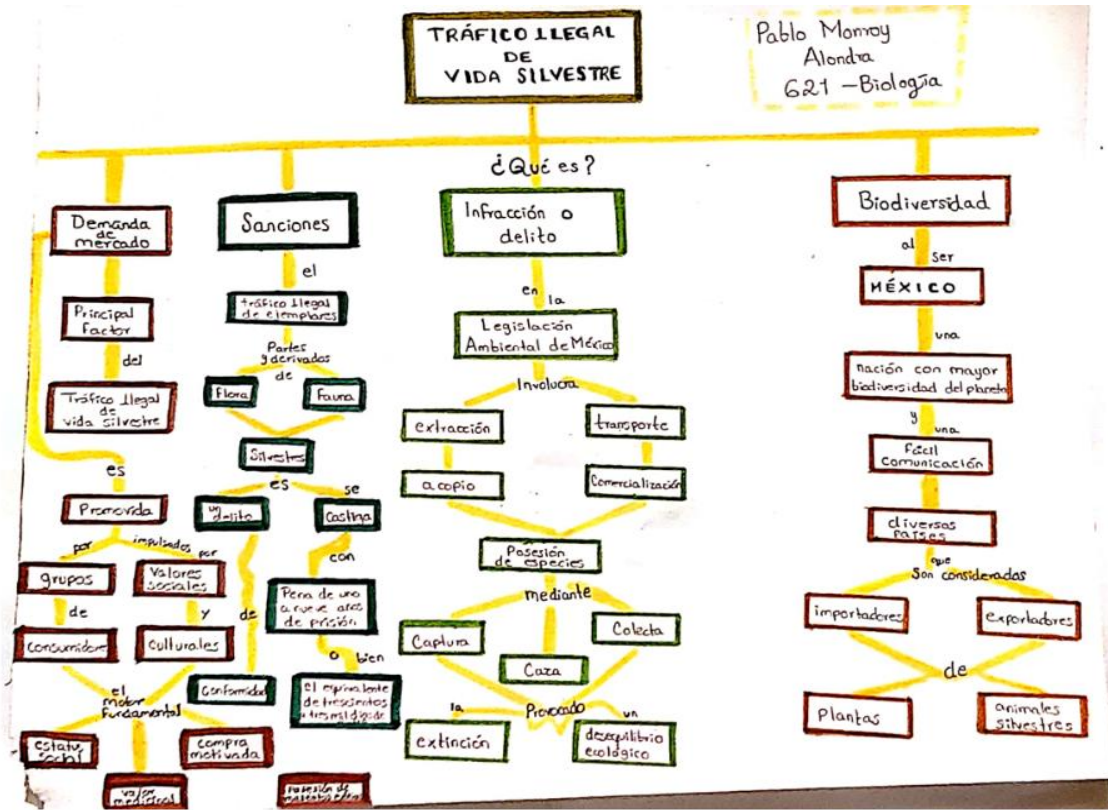 TRÁFICO ILEGAL
DE
VIDA SILVESTRE
Pablo Monroy
Alondra
621 - Biología
Demanda
de
mercado
Principal
factor
del
Tráfico Ilegal
de
vida silvestre
es
Promovida
por
impulsados por
grupos
Valores
sociales
de
y
Consumidore
Culturales
el
motor
fundamental
estatus
social
compra
motivada
valor
medicinal
Sanciones
el
tráfico Ilegal
de ejemplares
Partes
y derivados
de
Flora
Fauna
Silvestres
es
se
un
delito
Castiga
de
con
Conformidad
Pena de uno
a nueve años
de prisión
o bien
el equivalente
de trescientos
¿Qué es?
Infracción o
delito
en
la
Legislación
Ambiental de México
Involucra
extracción
transporte
acopio
Comercialización
Posesión
de especies
mediante
Captura
Caza
Colecta
Provocado
la
un
extinción
desequilibrio
ecológico
Biodiversidad
al
ser
MÉXICO
una
nación con mayor
biodiversidad del planeta
y
una
Fácil
comunicación
diversos
países
que
Son considerados
importadores
exportadores
de
Plantas
animales
silvestres